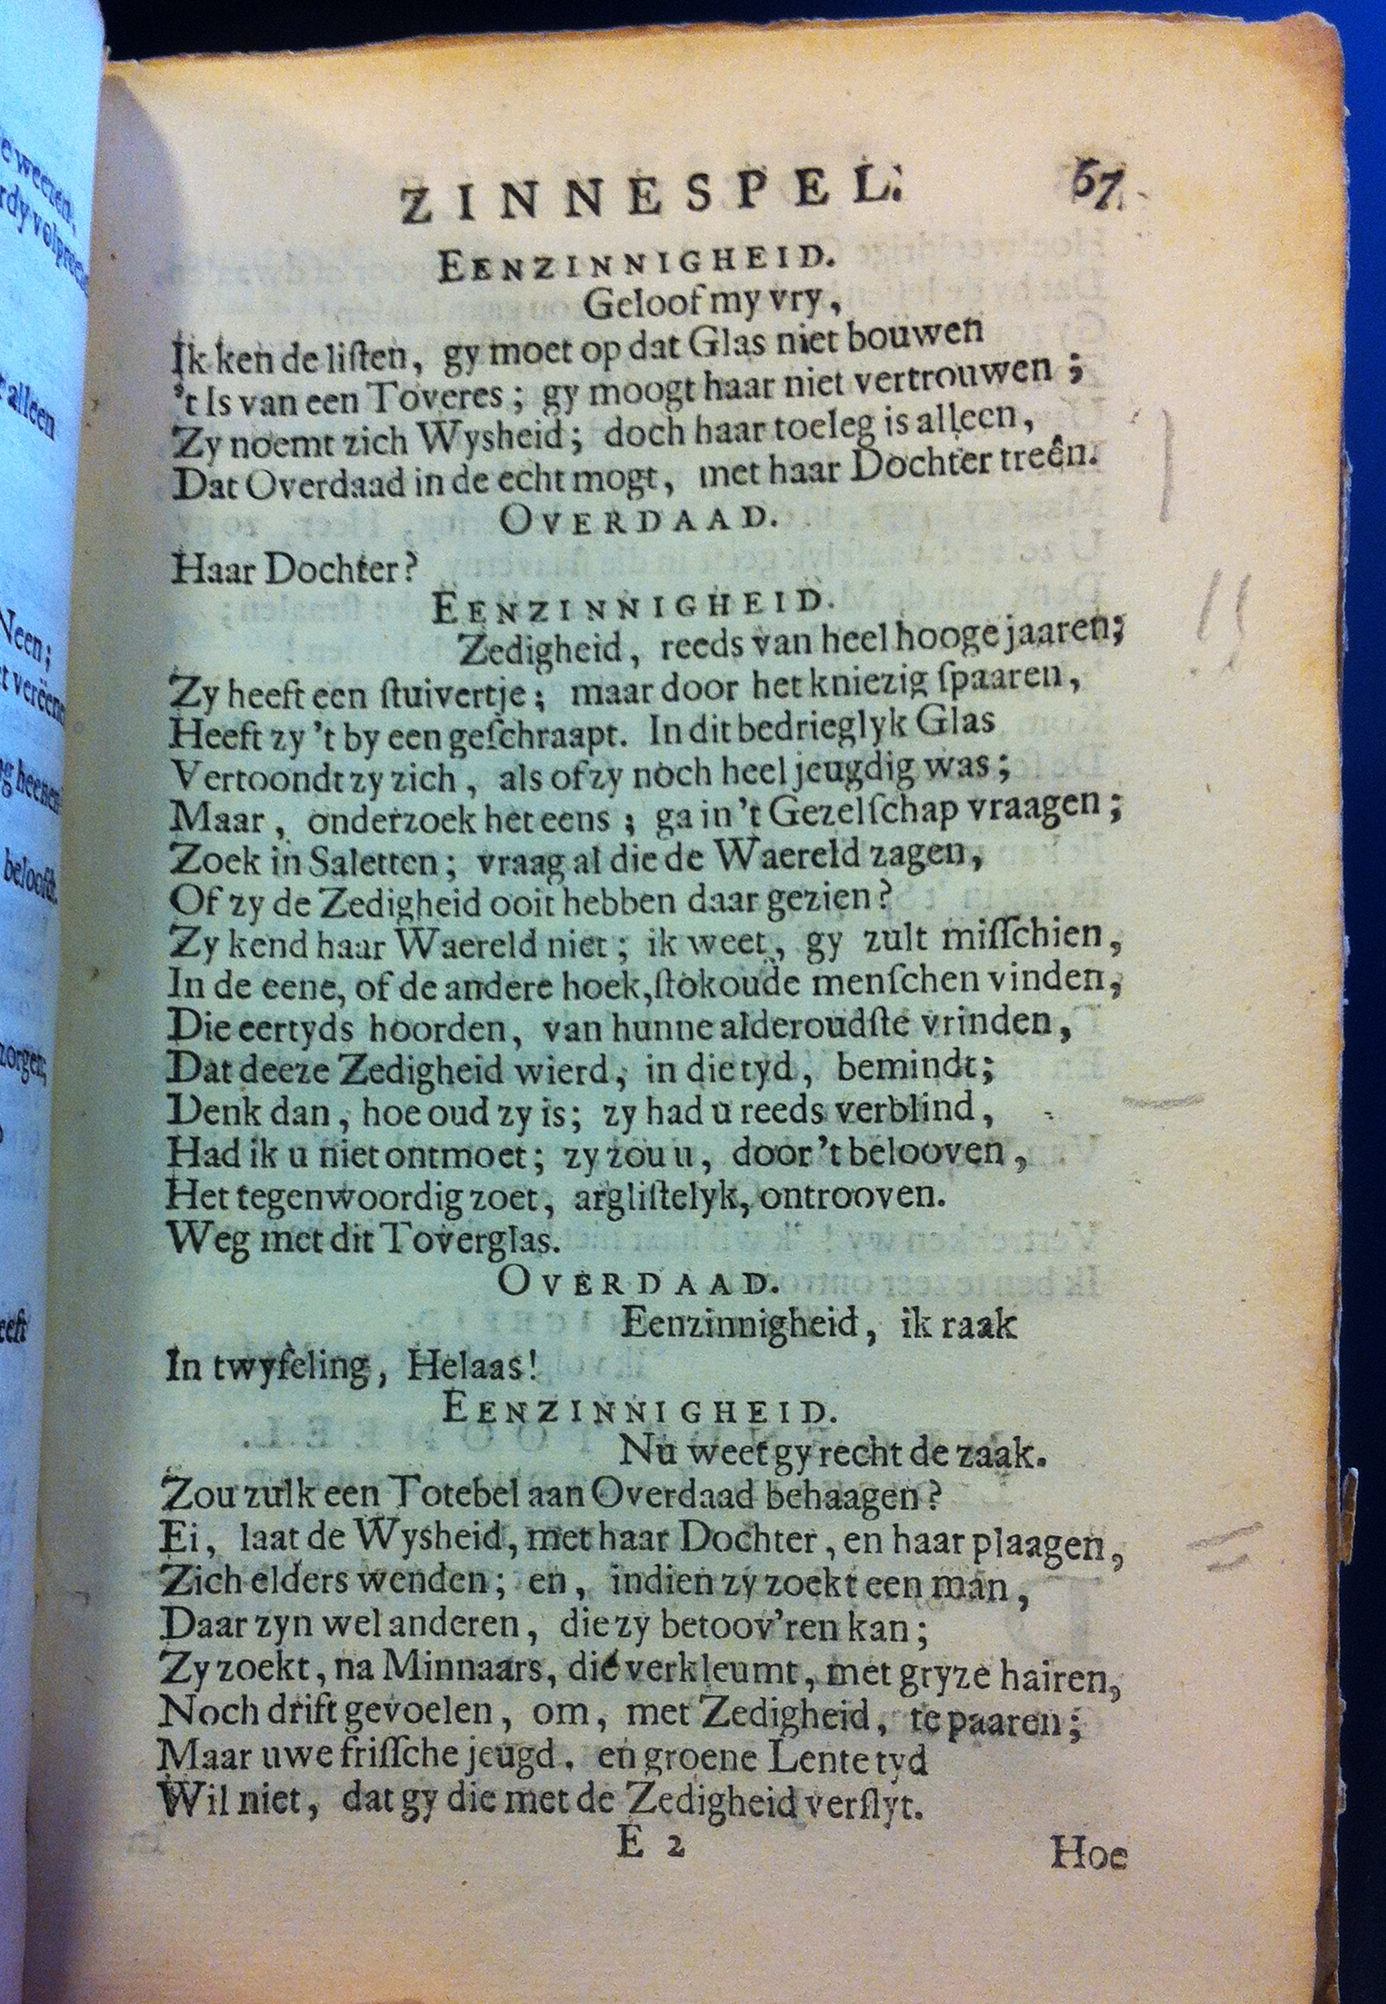 ZINNESPEL. 67
EENZINNIGHEID.
Geloof my vry,
Ik ken de liſten, gy moet op dat Glas niet bouwen
't Is van een Toveres; gy moogt haar niet vertrouwen;
Zy noemt zich Wysheid; doch haar toeleg is alleen,
Dat Overdaad in de echt mogt, met haar Dochter treên.
OVERDAAD.
Haar Dochter?
EENZINNIGHEID.
Zedigheid, reeds van heel hooge jaaren;
Zy heeft een ſtuivertje; maar door het kniezig ſpaaren,
Heeft zy 't by een geſchraapt. In dit bedrieglyk Glas
Vertoondt zy zich, als of zy noch heel jeugdig was;
Maar, onderzoek het eens; ga in 't Gezelſchap vraagen;
Zoek in Saletten; vraag al die de Waereld zagen,
Of zy de Zedigheid ooit hebben daar gezien?
Zy kend haar Waereld niet; ik weet, gy zult miſſchien,
In de eene, of de andere hoek, ſtokoude menſchen vinden,
Die eertyds hoorden, van hunne alderoudſte vrinden,
Dat deeze Zedigheid wierd, in die tyd, bemindt;
Denk dan, hoe oud zy is; zy had u reeds verblind,
Had ik u niet ontmoet; zy zou u, door 't belooven,
Het tegenwoordig zoet, argliſtelyk, ontrooven.
Weg met dit Toverglas.
OVERDAAD.
Eenzinnigheid, ik raak
In twyfeling, Helaas!
EENZINNIGHEID.
Nu weet gy recht de zaak.
Zou zulk een Totebel aan Overdaad behaagen?
Ei, laat de Wysheid, met haar Dochter, en haar plaagen,
Zich elders wenden; en, indien zy zoekt een man,
Daar zyn wel anderen, die zy betoov'ren kan;
Zy zoekt, na Minnaars, die verkleumt, met gryze hairen,
Noch drift gevoelen, om, met Zedigheid, te paaren;
Maar uwe friſſche jeugd, en groene Lente tyd
Wil niet, dat gy die met de Zedigheid verſlyt.
E 2 Hoe
alleen
Neen;
beloofdt.